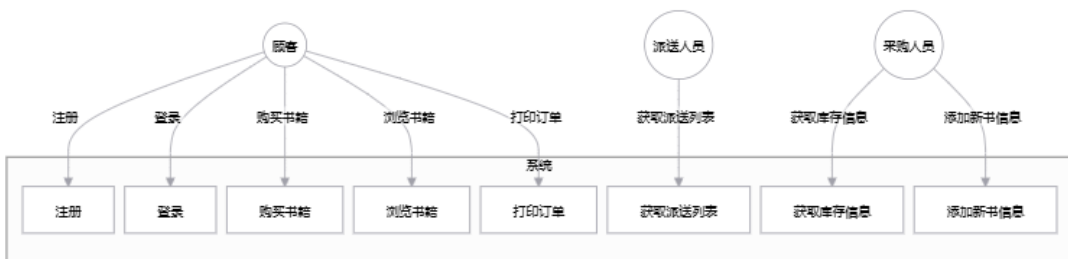 顾客
派送人员
采购人员
注册
登录
购买书籍
浏览书籍
打印订单
获取派送列表
获取库存信息
添加新书信息
系统
注册
登录
购买书籍
浏览书籍
打印订单
获取派送列表
获取库存信息
添加新书信息